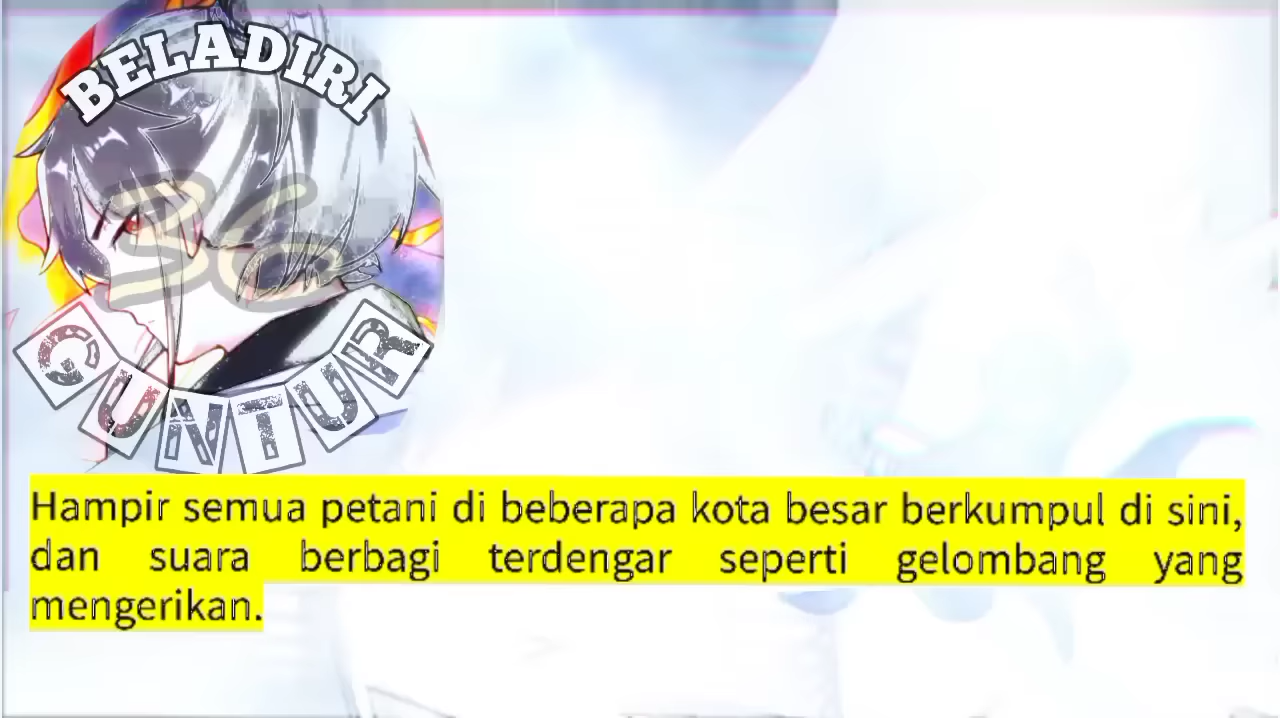 BELADIRI
36
GUNTUR
Hampir semua petani di beberapa kota besar berkumpul di sini,
dan suara berbagi terdengar seperti gelombang yang
mengerikan.